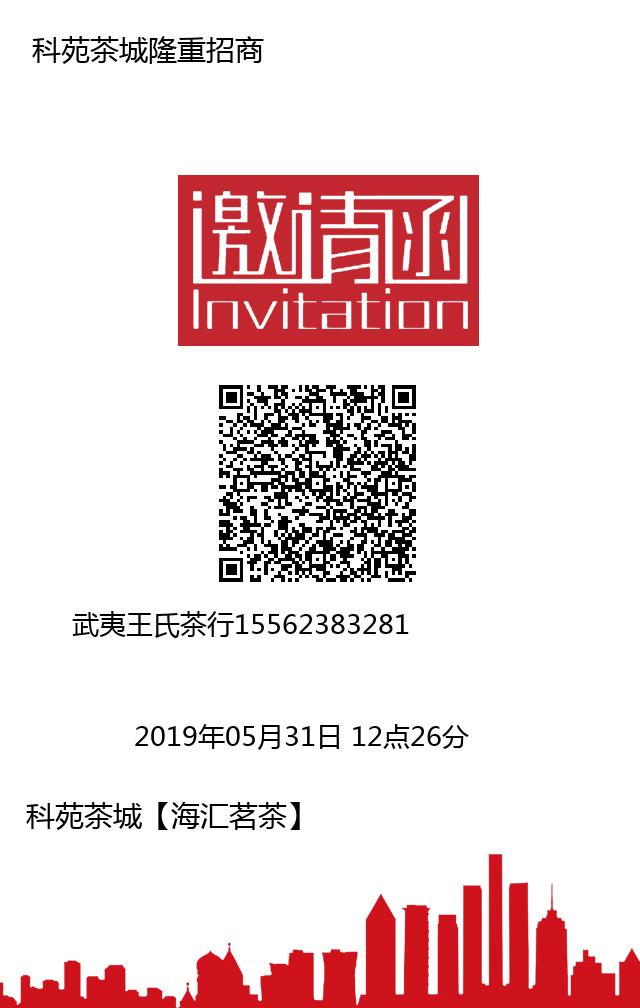 科苑茶城隆重招商
邀请函
Invitation
武夷王氏茶行15562383281
2019年05月31日 12点26分
科苑茶城【海汇茗茶】